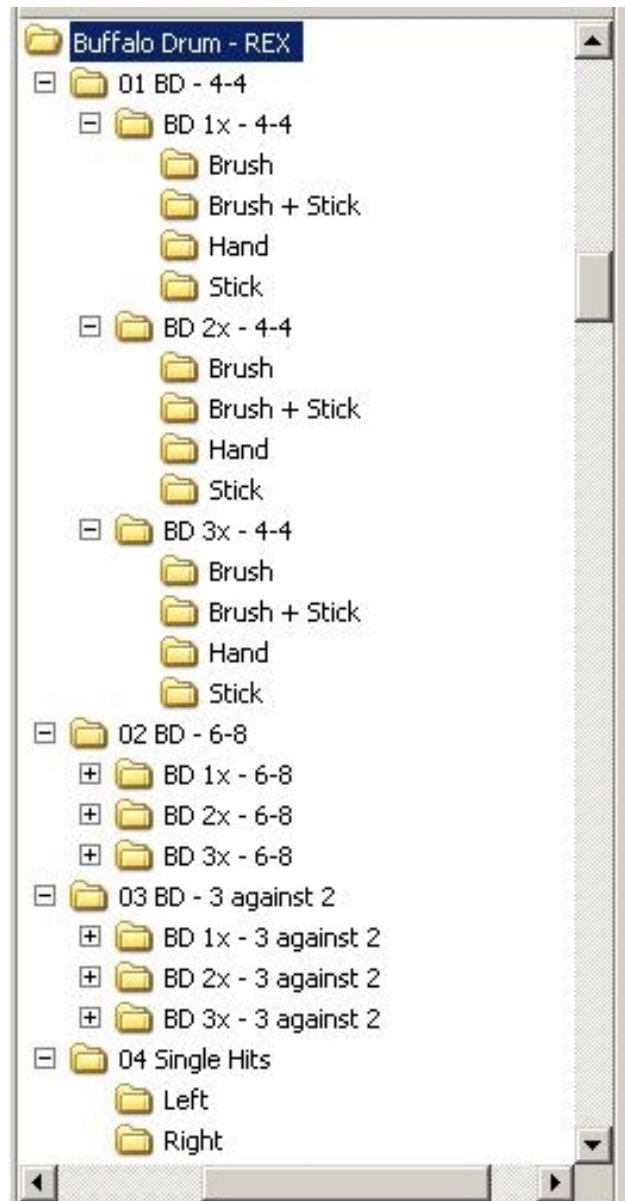 Buffalo Drum - REX
01 BD - 4-4
BD 1x - 4-4
Brush
Brush + Stick
Hand
Stick
BD 2x - 4-4
Brush
Brush + Stick
Hand
Stick
BD 3x - 4-4
Brush
Brush + Stick
Hand
Stick
02 BD - 6-8
BD 1x - 6-8
BD 2x - 6-8
BD 3x - 6-8
03 BD - 3 against 2
BD 1x - 3 against 2
BD 2x - 3 against 2
BD 3x - 3 against 2
04 Single Hits
Left
Right